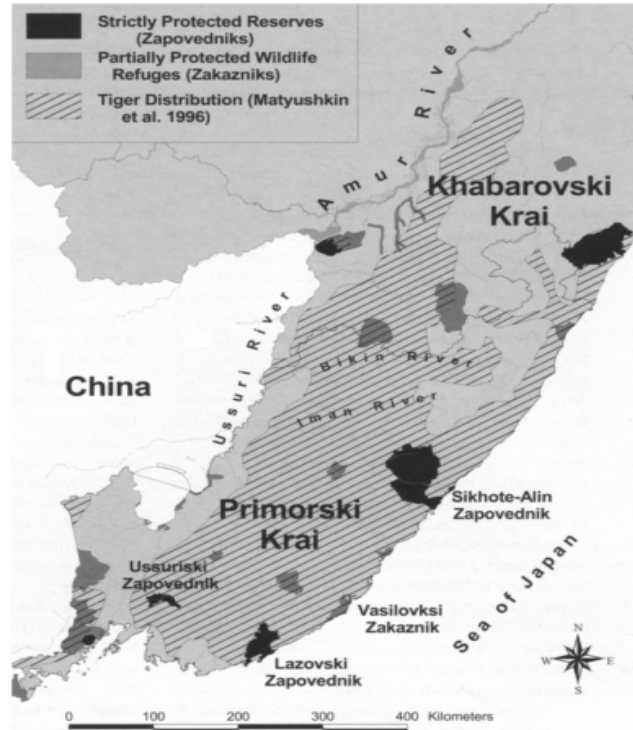 Strictly Protected Reserves
(Zapovedniks)
Partially Protected Wildlife
Refuges (Zakazniks)
Tiger Distribution (Matyushkin
et al. 1996)
Amur River
Khabarovski
Krai
Ussuri River
China
Bikin River
Iman River
Sikhote-Alin
Zapovednik
Primorski
Krai
Ussuriski
Zapovednik
Vasilovksi
Zakaznik
Sea of Japan
Lazovski
Zapovednik
N
W E
S
0 100 200 300 400 Kilometers